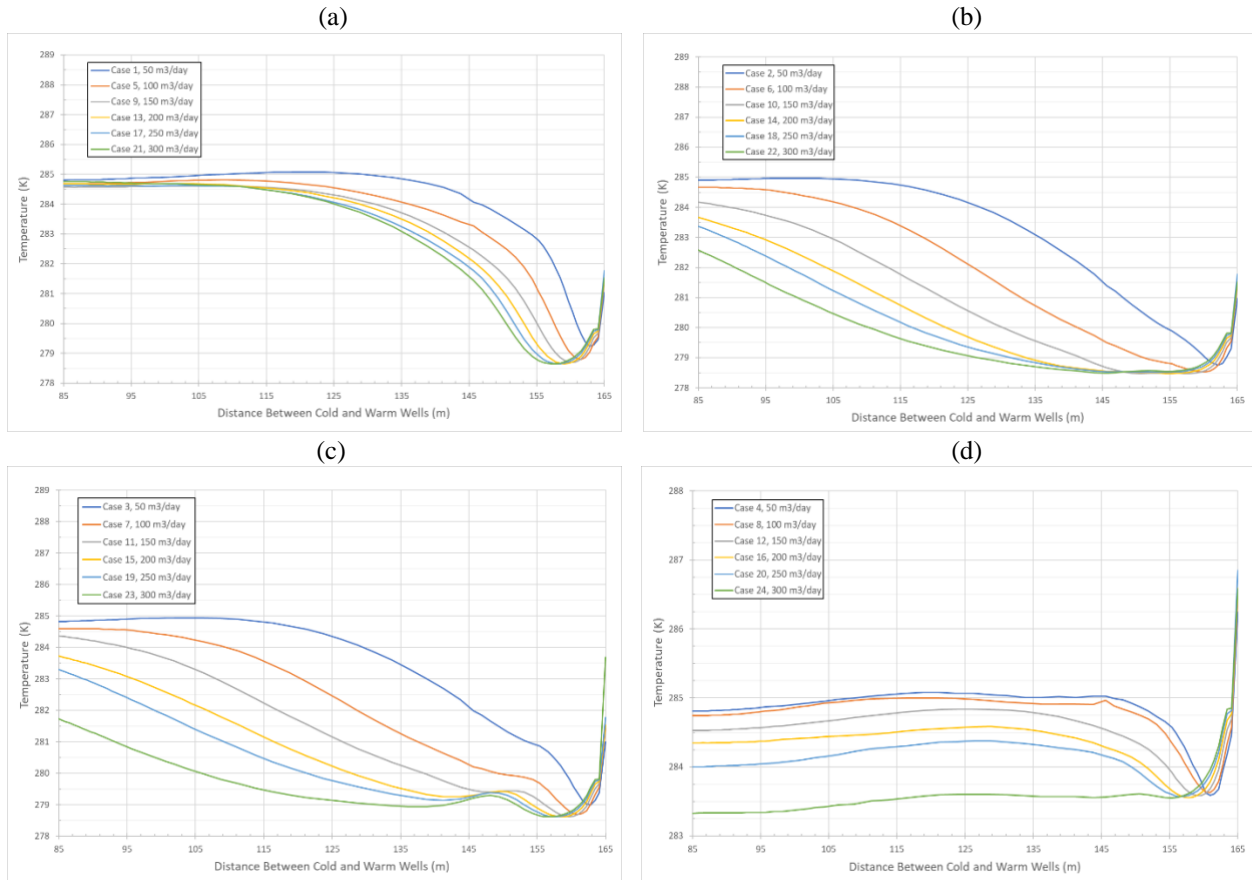 (a)
289
288
287
286
285
284
283
282
281
280
279
278
Temperature (K)
Case 1, 50 m3/day
Case 5, 100 m3/day
Case 9, 150 m3/day
Case 13, 200 m3/day
Case 17, 250 m3/day
Case 21, 300 m3/day
85 95 105 115 125 135 145 155 165
Distance Between Cold and Warm Wells (m)
(b)
289
288
287
286
285
284
283
282
281
280
279
278
Temperature (K)
Case 2, 50 m3/day
Case 6, 100 m3/day
Case 10, 150 m3/day
Case 14, 200 m3/day
Case 18, 250 m3/day
Case 22, 300 m3/day
85 95 105 115 125 135 145 155 165
Distance Between Cold and Warm Wells (m)
(c)
289
288
287
286
285
284
283
282
281
280
279
278
Temperature (K)
Case 3, 50 m3/day
Case 7, 100 m3/day
Case 11, 150 m3/day
Case 15, 200 m3/day
Case 19, 250 m3/day
Case 23, 300 m3/day
85 95 105 115 125 135 145 155 165
Distance Between Cold and Warm Wells (m)
(d)
288
287
286
285
284
283
Temperature (K)
Case 4, 50 m3/day
Case 8, 100 m3/day
Case 12, 150 m3/day
Case 16, 200 m3/day
Case 20, 250 m3/day
Case 24, 300 m3/day
85 95 105 115 125 135 145 155 165
Distance Between Cold and Warm Wells (m)